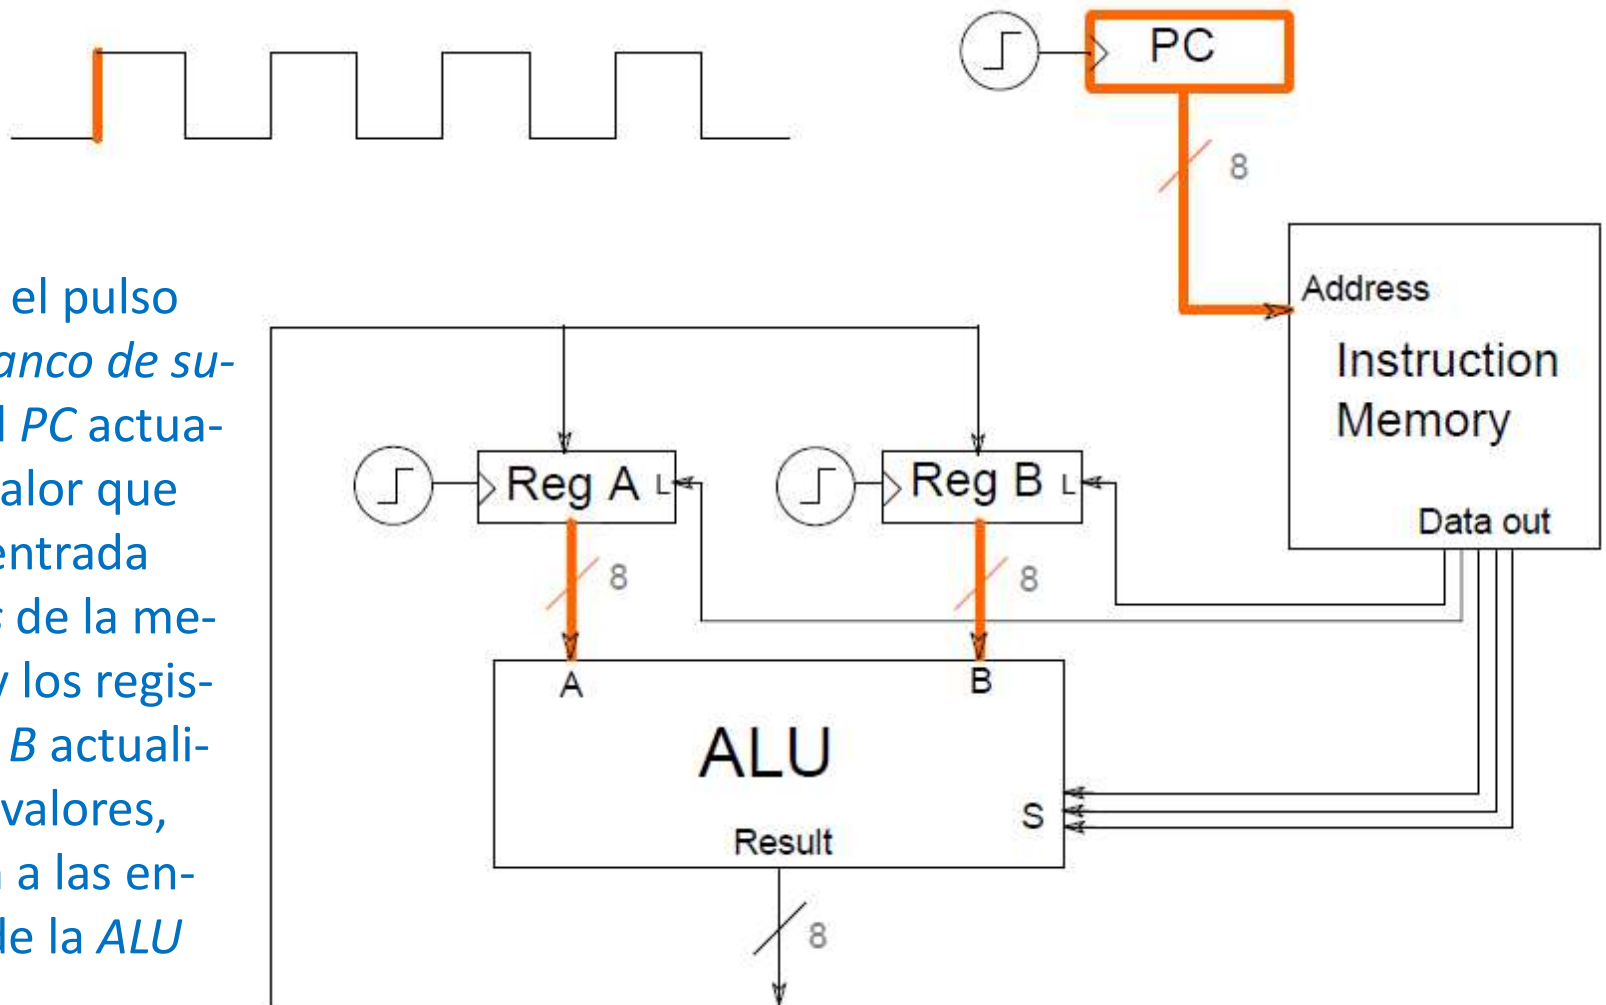 PC
8
el pulso
anco de su-
PC actua-
alor que
entrada
de la me-
y los regis-
B actuali-
valores,
a las en-
de la ALU
Address
Instruction
Memory
Data out
Reg A L
Reg B L
8
8
A
B
ALU
S
Result
8